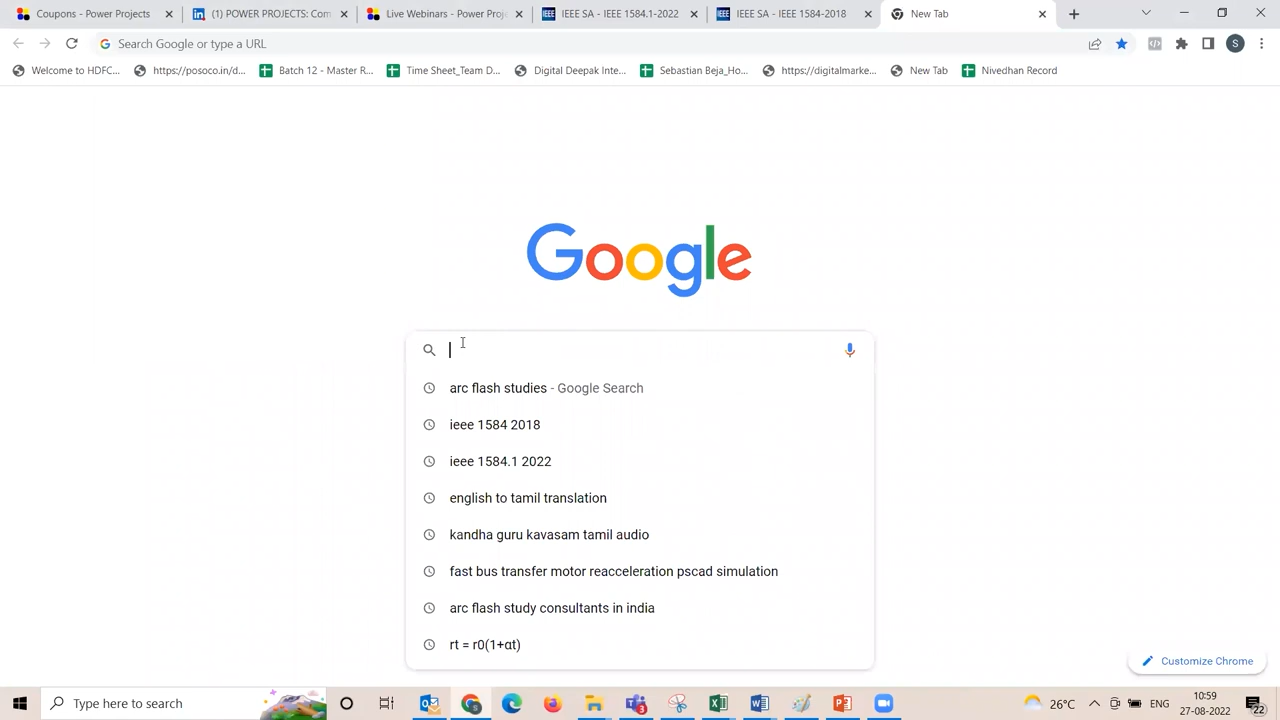 Coupons - Power Projects
(1) POWER PROJECTS: Com
Live Webinars - Power Proje
IEEE IEEE SA - IEEE 1584.1-2022
IEEE IEEE SA - IEEE 1584-2018
New Tab
Search Google or type a URL
S
Welcome to HDFC...
https://posoco.in/d...
Batch 12 - Master R...
Time Sheet_Team D...
Digital Deepak Inte...
Sebastian Beja_Ho...
https://digitalmarke...
New Tab
Nivedhan Record
Google
arc flash studies - Google Search
ieee 1584 2018
ieee 1584.1 2022
english to tamil translation
kandha guru kavasam tamil audio
fast bus transfer motor reacceleration pscad simulation
arc flash study consultants in india
rt = r0(1+αt)
Customize Chrome
Type here to search
26°C
ENG
10:59
27-08-2022
22